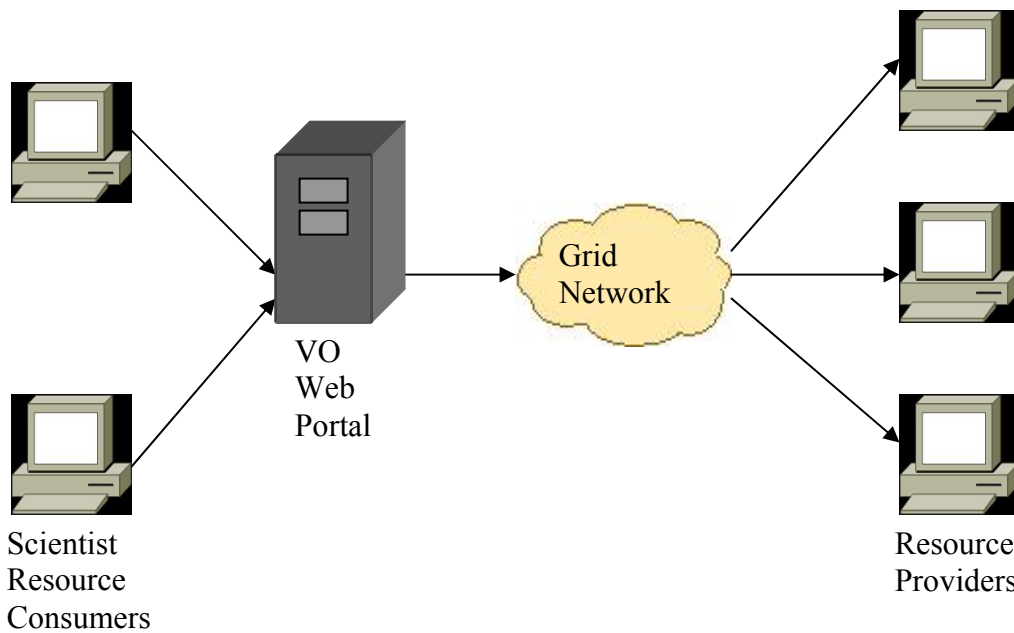 Grid
Network
VO
Web
Portal
Scientist
Resource
Consumers
Resource
Providers